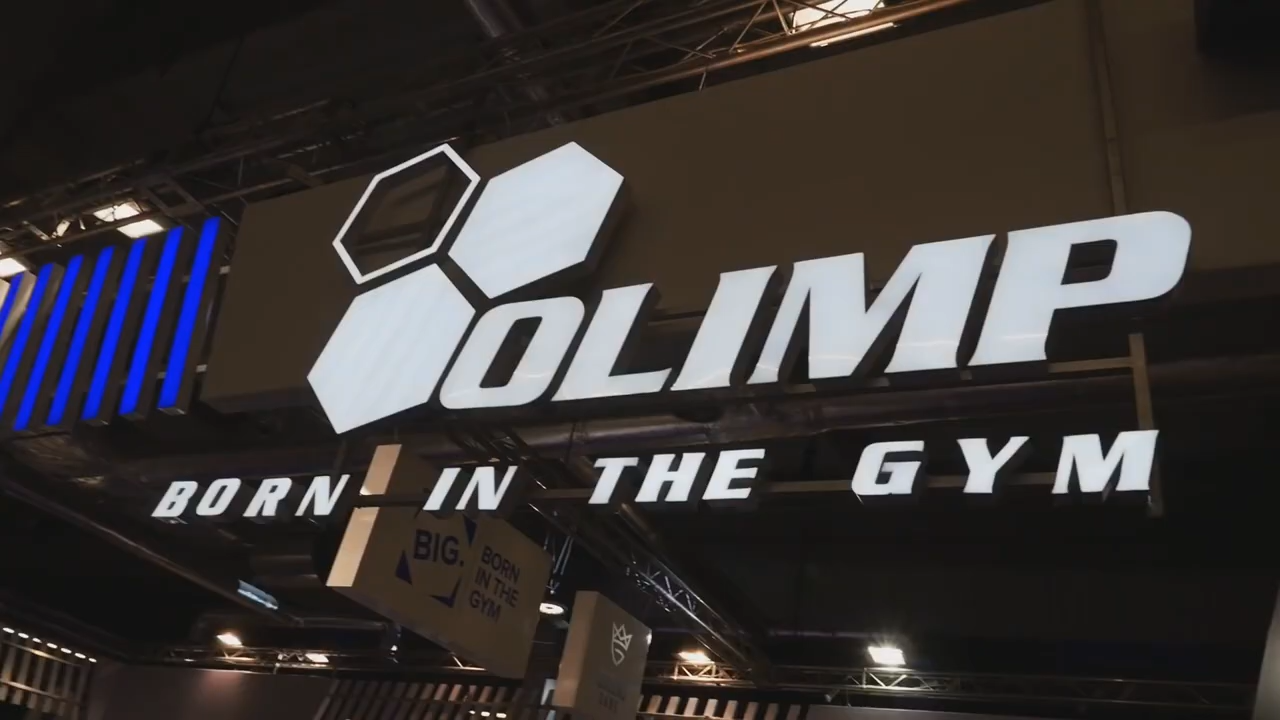 OLIMP
BORN IN THE GYM
BIG.
BORN
IN THE
GYM